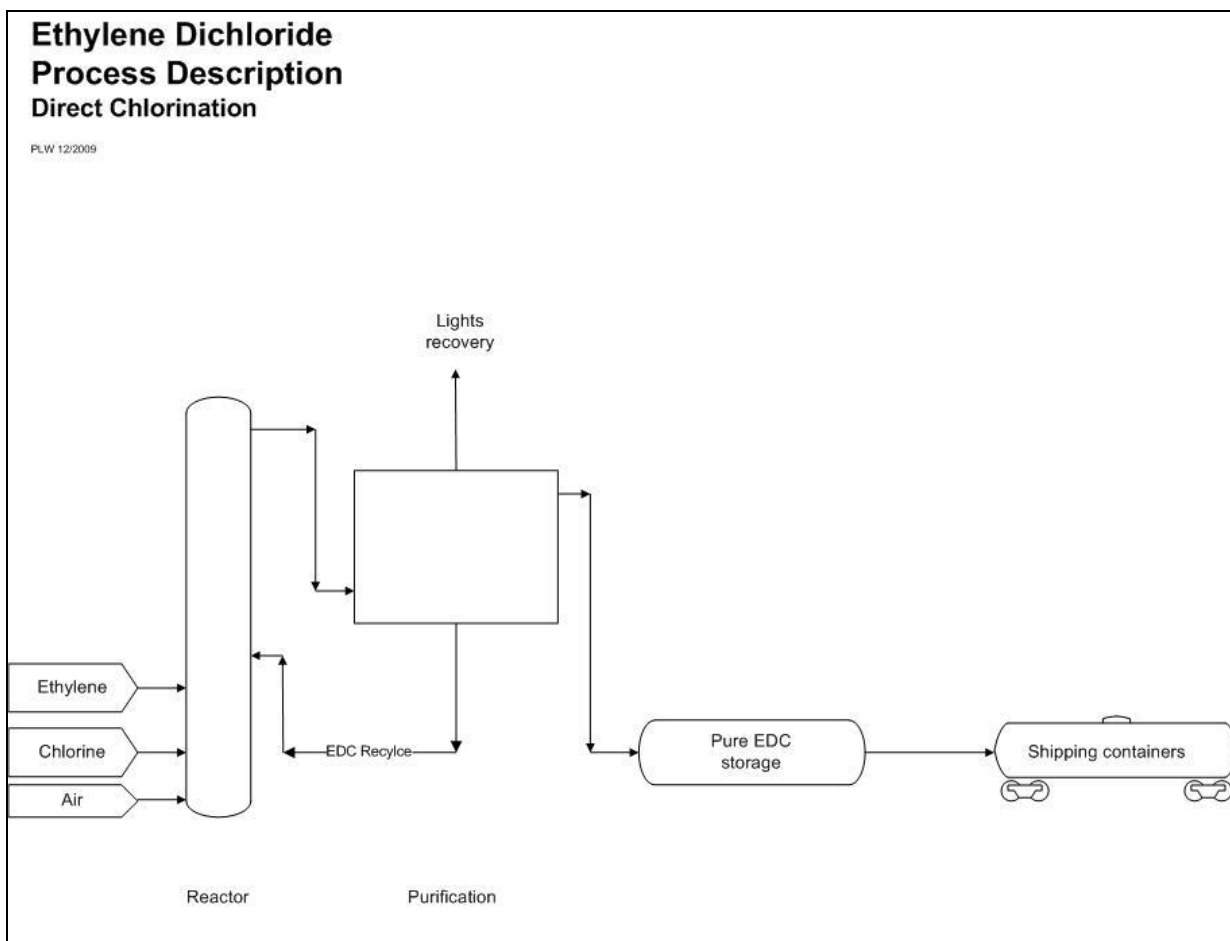 Ethylene Dichloride
Process Description
Direct Chlorination
PLW 12/2009
Lights
recovery
Ethylene
Chlorine
Air
EDC Recylce
Pure EDC
storage
Shipping containers
Reactor
Purification